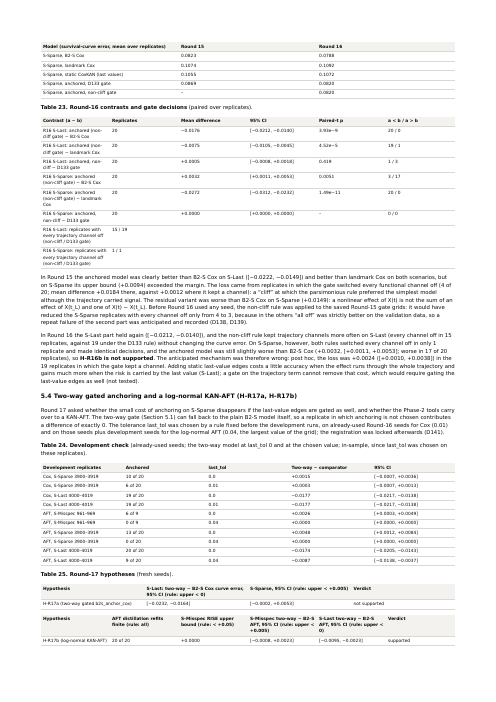 Model (survival-curve error, mean over replicates) Round 15 Round 16
S-Sparse, B2-S Cox 0.0823 0.0788
S-Sparse, landmark Cox 0.1074 0.1092
S-Sparse, static CoxKAN (last values) 0.1055 0.1072
S-Sparse, anchored, D133 gate 0.0869 0.0820
S-Sparse, anchored, non-cliff gate – 0.0820
Table 23. Round-16 contrasts and gate decisions (paired over replicates).
Contrast (a − b) Replicates Mean difference 95% CI Paired-t p a < b / a > b
R16 S-Last: anchored (non-cliff gate) − B2-S Cox 20 −0.0176 [−0.0212, −0.0140] 3.93e−9 20 / 0
R16 S-Last: anchored (non-cliff gate) − landmark Cox 20 −0.0075 [−0.0105, −0.0045] 4.52e−5 19 / 1
R16 S-Last: anchored, non-cliff − D133 gate 20 +0.0005 [−0.0008, +0.0018] 0.419 1 / 3
R16 S-Sparse: anchored (non-cliff gate) − B2-S Cox 20 +0.0032 [+0.0011, +0.0053] 0.0051 3 / 17
R16 S-Sparse: anchored (non-cliff gate) − landmark Cox 20 −0.0272 [−0.0312, −0.0232] 1.49e−11 20 / 0
R16 S-Sparse: anchored, non-cliff − D133 gate 20 +0.0000 [+0.0000, +0.0000] – 0 / 0
R16 S-Last: replicates with every trajectory channel off (non-cliff / D133 gate) 15 / 19
R16 S-Sparse: replicates with every trajectory channel off (non-cliff / D133 gate) 1 / 1
In Round 15 the anchored model was clearly better than B2-S Cox on S-Last ([−0.0222, −0.0149]) and better than landmark Cox on both scenarios, but
on S-Sparse its upper bound (+0.0094) exceeded the margin. The loss came from replicates in which the gate switched every functional channel off (4 of
20; mean difference +0.0184 there, against +0.0012 where it kept a channel): a "cliff" at which the parsimonious rule preferred the simplest model
although the trajectory carried signal. The residual variant was worse than B2-S Cox on S-Sparse (+0.0149): a nonlinear effect of X(t) is not the sum of an
effect of X(t_L) and one of X(t) − X(t_L). Before Round 16 used any seed, the non-cliff rule was applied to the saved Round-15 gate grids: it would have
reduced the S-Sparse replicates with every channel off only from 4 to 3, because in the others "all off" was strictly better on the validation data, so a
repeat failure of the second part was anticipated and recorded (D138, D139).
In Round 16 the S-Last part held again ([−0.0212, −0.0140]), and the non-cliff rule kept trajectory channels more often on S-Last (every channel off in 15
replicates, against 19 under the D133 rule) without changing the curve error. On S-Sparse, however, both rules switched every channel off in only 1
replicate and made identical decisions, and the anchored model was still slightly worse than B2-S Cox (+0.0032, [+0.0011, +0.0053]; worse in 17 of 20
replicates), so H-R16b is not supported. The anticipated mechanism was therefore wrong: post hoc, the loss was +0.0024 ([+0.0010, +0.0038]) in the
19 replicates in which the gate kept a channel. Adding static last-value edges costs a little accuracy when the effect runs through the whole trajectory and
gains much more when the risk is carried by the last value (S-Last); a gate on the trajectory term cannot remove that cost, which would require gating the
last-value edges as well (not tested).
5.4 Two-way gated anchoring and a log-normal KAN-AFT (H-R17a, H-R17b)
Round 17 asked whether the small cost of anchoring on S-Sparse disappears if the last-value edges are gated as well, and whether the Phase-2 tools carry
over to KAN-AFT. The two-way gate (Section 5.1) can fall back to the plain B2-S model itself, so a replicate in which anchoring is not chosen contributes
a difference of exactly 0. The tolerance last_tol was chosen by a rule fixed before the development runs, on already-used Round-16 seeds for Cox (0.01)
and on those seeds plus development seeds for the log-normal AFT (0.04, the largest value of the grid); the registration was locked afterwards (D141).
Table 24. Development check (already-used seeds; the two-way model at last_tol 0 and at the chosen value; in-sample, since last_tol was chosen on
these replicates).
Development replicates Anchored last_tol Two-way − comparator 95% CI
Cox, S-Sparse 3900–3919 10 of 20 0.0 +0.0015 [−0.0007, +0.0036]
Cox, S-Sparse 3900–3919 6 of 20 0.01 +0.0003 [−0.0007, +0.0013]
Cox, S-Last 4000–4019 19 of 20 0.0 −0.0177 [−0.0217, −0.0138]
Cox, S-Last 4000–4019 19 of 20 0.01 −0.0177 [−0.0217, −0.0138]
AFT, S-Misspec 961–969 6 of 9 0.0 +0.0026 [+0.0003, +0.0049]
AFT, S-Misspec 961–969 0 of 9 0.04 +0.0000 [+0.0000, +0.0000]
AFT, S-Sparse 3900–3919 13 of 20 0.0 +0.0048 [+0.0012, +0.0084]
AFT, S-Sparse 3900–3919 0 of 20 0.04 +0.0000 [+0.0000, +0.0000]
AFT, S-Last 4000–4019 20 of 20 0.0 −0.0174 [−0.0205, −0.0143]
AFT, S-Last 4000–4019 9 of 20 0.04 −0.0087 [−0.0138, −0.0037]
Table 25. Round-17 hypotheses (fresh seeds).
Hypothesis S-Last: two-way − B2-S Cox curve error, 95% CI (rule: upper < 0) S-Sparse, 95% CI (rule: upper < +0.005) Verdict
H-R17a (two-way gated b2s_anchor_cox) [−0.0232, −0.0164] [−0.0002, +0.0053] not supported
Hypothesis AFT distillation refits finite (rule: all) S-Misspec RISE upper bound (rule: < +0.05) S-Misspec two-way − B2-S AFT, 95% CI (rule: upper < +0.005) S-Last two-way − B2-S AFT, 95% CI (rule: upper < 0) Verdict
H-R17b (log-normal KAN-AFT) 20 of 20 +0.0000 [−0.0008, +0.0023] [−0.0095, −0.0023] supported